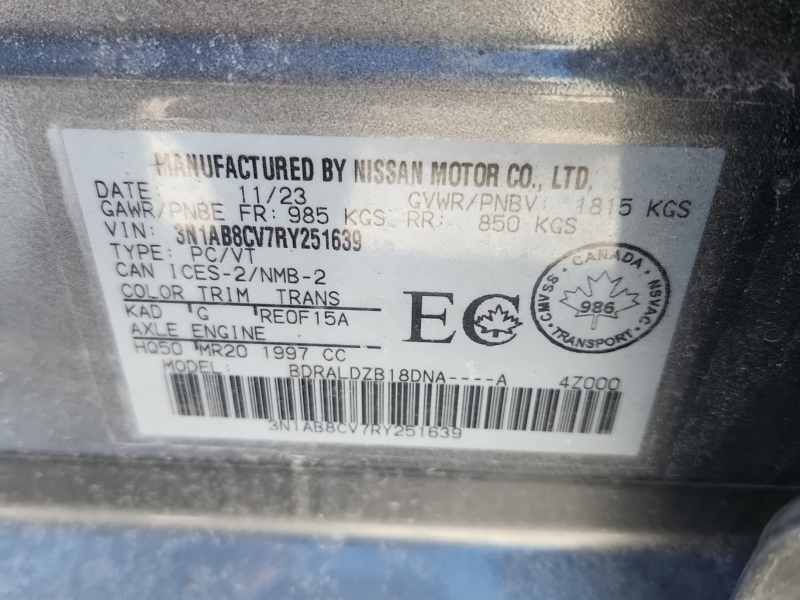 MANUFACTURED BY NISSAN MOTOR CO., LTD.
DATE: 11/23 GVWR/PNBV: 1815 KGS
GAWR/PNBE FR: 985 KGS RR: 850 KGS
VIN: 3N1AB8CV7RY251639
TYPE: PC/VT
CAN ICES-2/NMB-2
COLOR TRIM TRANS
KAD G RE0F15A
AXLE ENGINE
HQ50 MR20 1997 CC
EC
CANADA
CMVSS 986 NSVAC
TRANSPORT
MODEL: BDRALDZB18DNA----A 4Z000
3N1AB8CV7RY251639